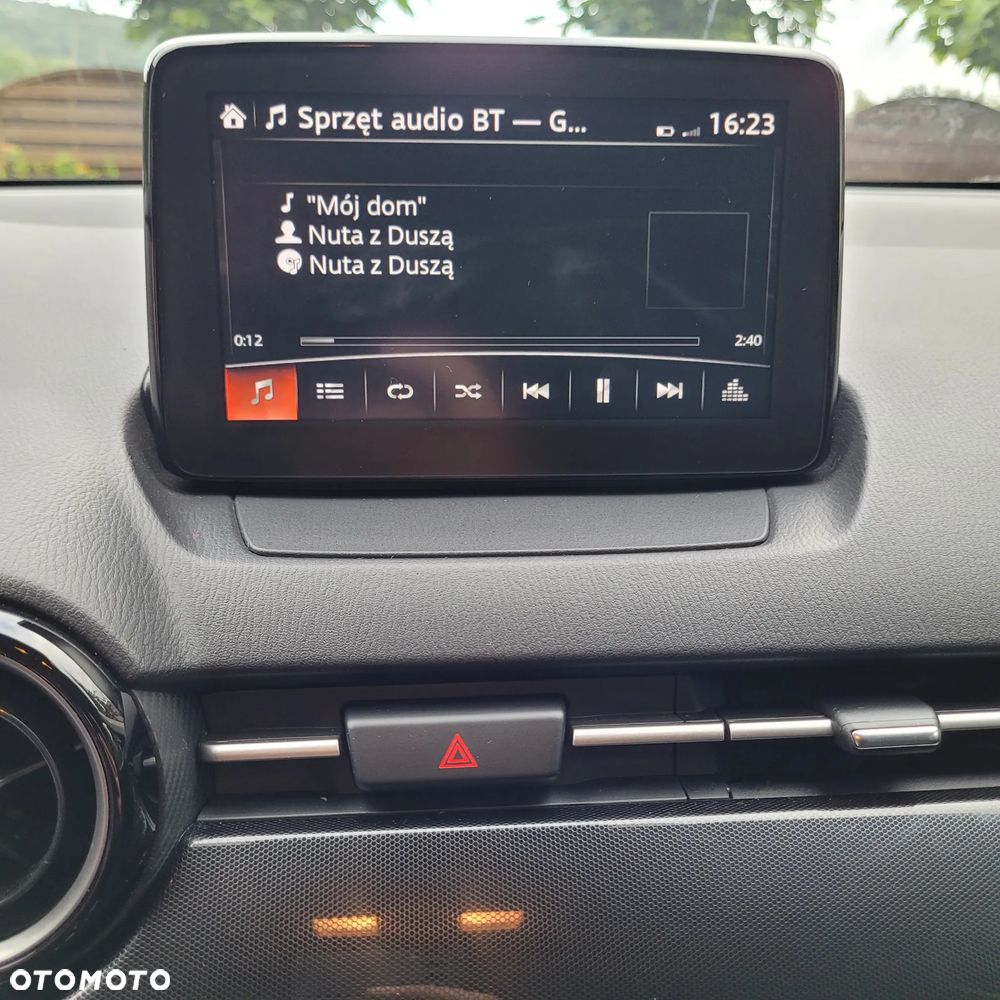 Sprzęt audio BT — G...
16:23
"Mój dom"
Nuta z Duszą
Nuta z Duszą
0:12
2:40
OTOMOTO